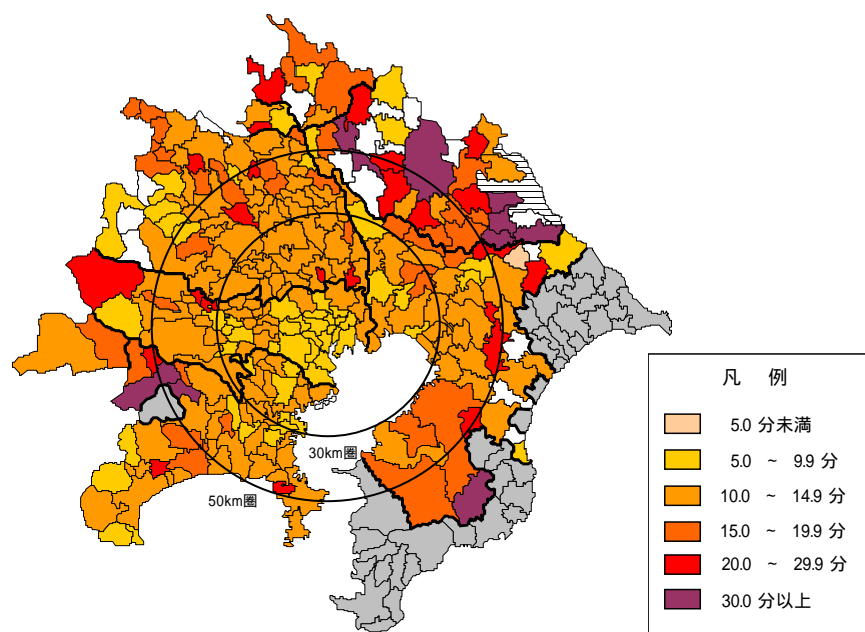 30km圏
50km圏
凡 例
5.0 分未満
5.0 ~ 9.9 分
10.0 ~ 14.9 分
15.0 ~ 19.9 分
20.0 ~ 29.9 分
30.0 分以上